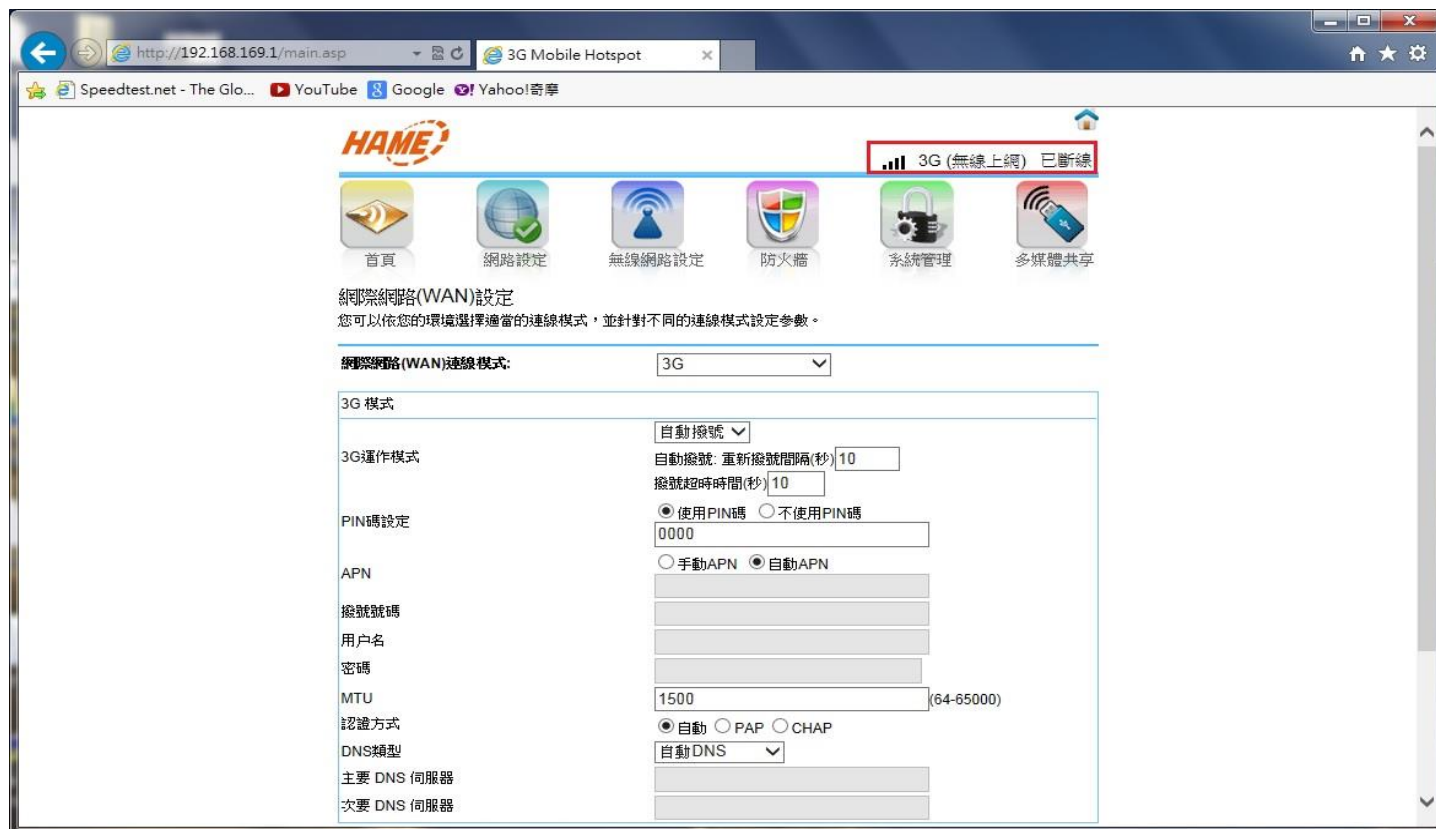 http://192.168.169.1/main.asp 3G Mobile Hotspot
Speedtest.net - The Glo... YouTube Google Yahoo!奇摩
HAME
3G (無線上網) 已斷線
首頁 網路設定 無線網路設定 防火牆 系統管理 多媒體共享
網際網路(WAN)設定
您可以依您的環境選擇適當的連線模式，並針對不同的連線模式設定參數。
網際網路(WAN)連線模式: 3G
3G 模式
3G運作模式 自動撥號
自動撥號: 重新撥號間隔(秒) 10
撥號超時時間(秒) 10
PIN碼設定 使用PIN碼 不使用PIN碼
0000
APN 手動APN 自動APN
撥號號碼
用户名
密碼
MTU 1500 (64-65000)
認證方式 自動 PAP CHAP
DNS類型 自動DNS
主要 DNS 伺服器
次要 DNS 伺服器